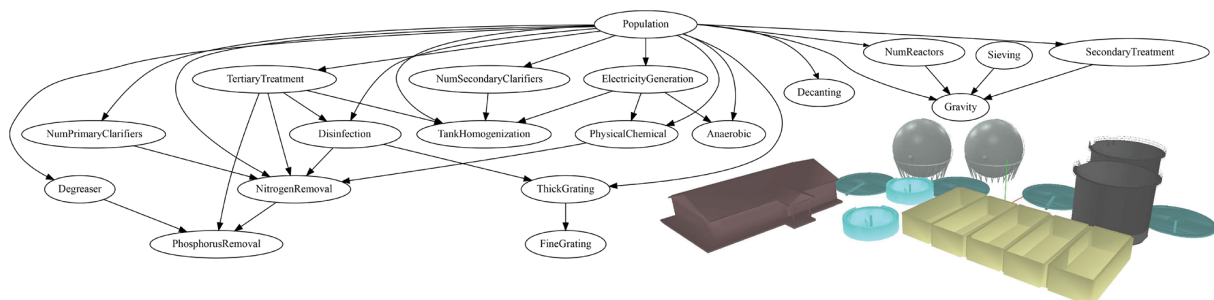 Population
NumReactors
Sieving
SecondaryTreatment
TertiaryTreatment
NumSecondaryClarifiers
ElectricityGeneration
Decanting
Gravity
NumPrimaryClarifiers
Disinfection
TankHomogenization
PhysicalChemical
Anaerobic
Degreaser
NitrogenRemoval
ThickGrating
PhosphorusRemoval
FineGrating